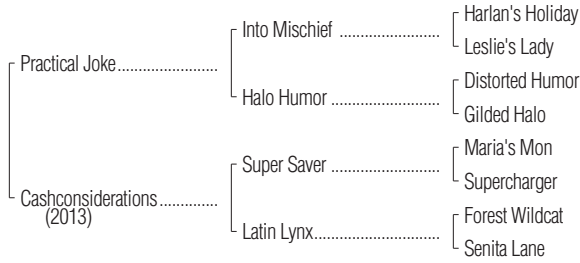 Harlan's Holiday
Into Mischief
Leslie's Lady
Practical Joke
Distorted Humor
Halo Humor
Gilded Halo
Maria's Mon
Super Saver
Supercharger
Cashconsiderations
(2013)
Forest Wildcat
Latin Lynx
Senita Lane